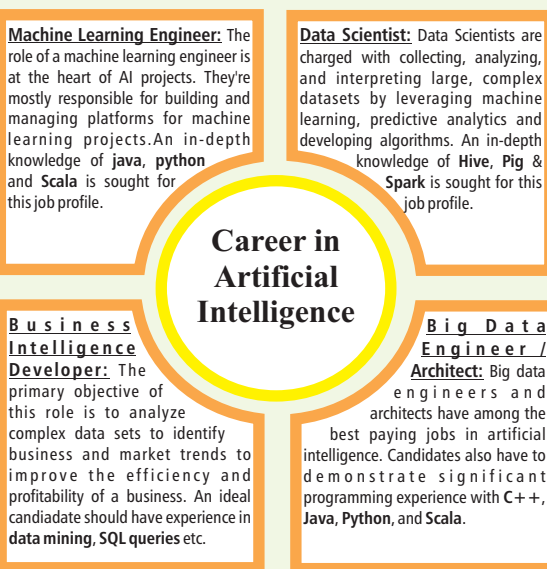 Machine Learning Engineer: The
role of a machine learning engineer is
at the heart of AI projects. They're
mostly responsible for building and
managing platforms for machine
learning projects.An in-depth
knowledge of java, python
and Scala is sought for
this job profile.
Data Scientist: Data Scientists are
charged with collecting, analyzing,
and interpreting large, complex
datasets by leveraging machine
learning, predictive analytics and
developing algorithms. An in-depth
knowledge of Hive, Pig &
Spark is sought for this
job profile.
Career in
Artificial
Intelligence
Business
Intelligence
Developer: The
primary objective of
this role is to analyze
complex data sets to identify
business and market trends to
improve the efficiency and
profitability of a business. An ideal
candiadate should have experience in
data mining, SQL queries etc.
Big Data
Engineer /
Architect: Big data
engineers and
architects have among the
best paying jobs in artificial
intelligence. Candidates also have to
demonstrate significant
programming experience with C++,
Java, Python, and Scala.